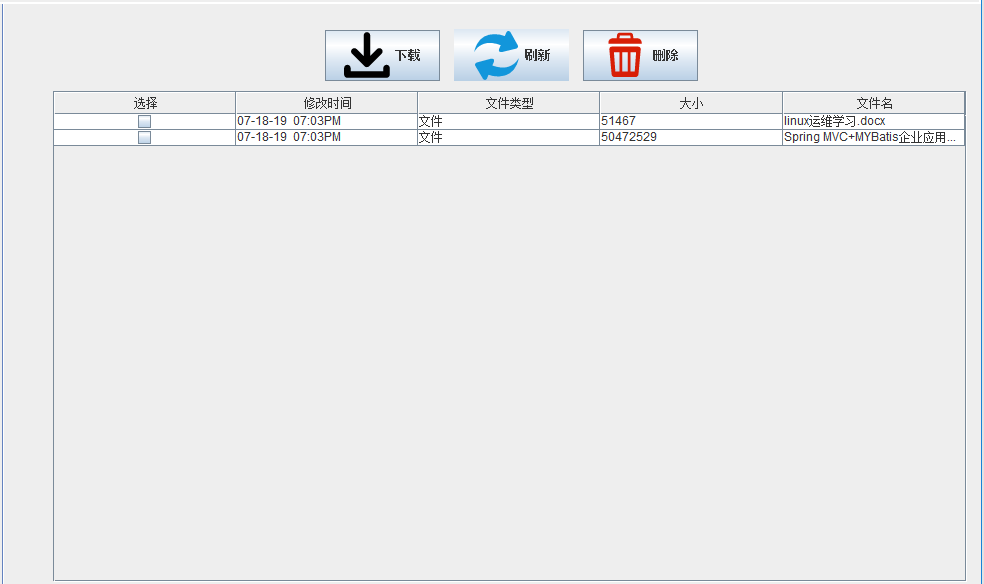 下载 刷新 删除
选择 修改时间 文件类型 大小 文件名
07-18-19 07:03PM 文件 51467 linux运维学习.docx
07-18-19 07:03PM 文件 50472529 Spring MVC+MYBatis企业应用...